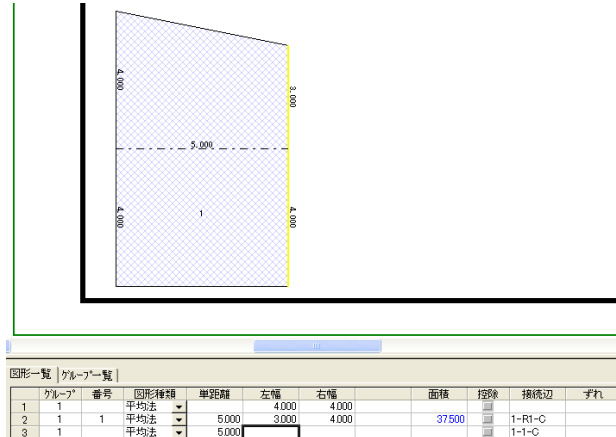 4.000
3.000
5.000
4.000
1
4.000
図形一覧 グループ一覧
グループ 番号 図形種類 単距離 左幅 右幅 面積 控除 接続辺 ずれ
1 1 平均法 4.000 4.000
2 1 1 平均法 5.000 3.000 4.000 37.500 1-R1-C
3 1 平均法 5.000 1-1-C